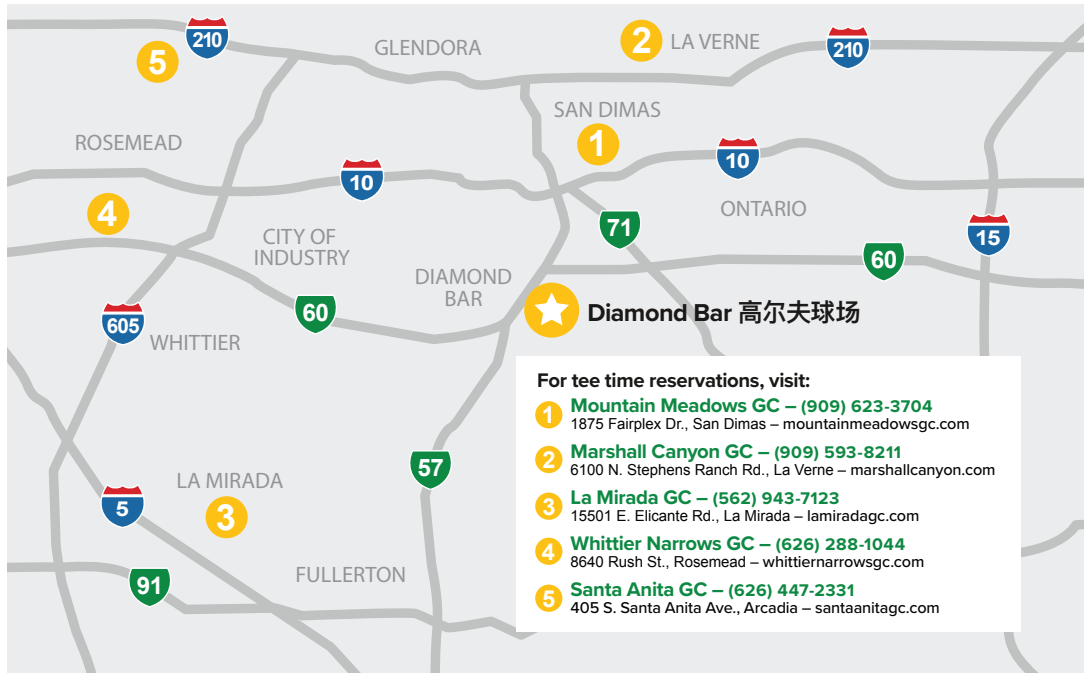 210
GLENDORA
2
LA VERNE
210
5
SAN DIMAS
1
ROSEMEAD
10
10
4
ONTARIO
71
15
CITY OF
INDUSTRY
60
DIAMOND
BAR
60
Diamond Bar 高尔夫球场
605
WHITTIER
For tee time reservations, visit:
1 Mountain Meadows GC – (909) 623-3704
1875 Fairplex Dr., San Dimas – mountainmeadowsgc.com
2 Marshall Canyon GC – (909) 593-8211
6100 N. Stephens Ranch Rd., La Verne – marshallcanyon.com
3 La Mirada GC – (562) 943-7123
15501 E. Elicante Rd., La Mirada – lamiradagc.com
4 Whittier Narrows GC – (626) 288-1044
8640 Rush St., Rosemead – whittiernarrowsgc.com
5 Santa Anita GC – (626) 447-2331
405 S. Santa Anita Ave., Arcadia – santaanitagc.com
57
LA MIRADA
5
3
FULLERTON
91